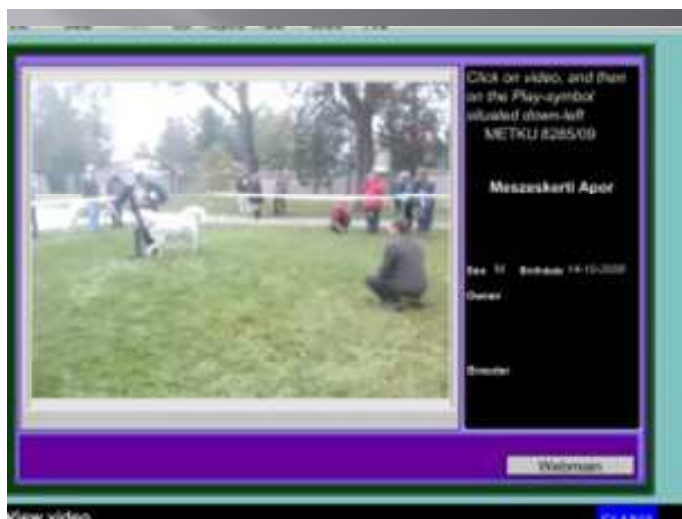 Click on video, and then
on the Play-symbol
situated down-left
METKU 8285/09
Meszeskerti Apor
Sex M Birthdate
Owner
Breeder
View video